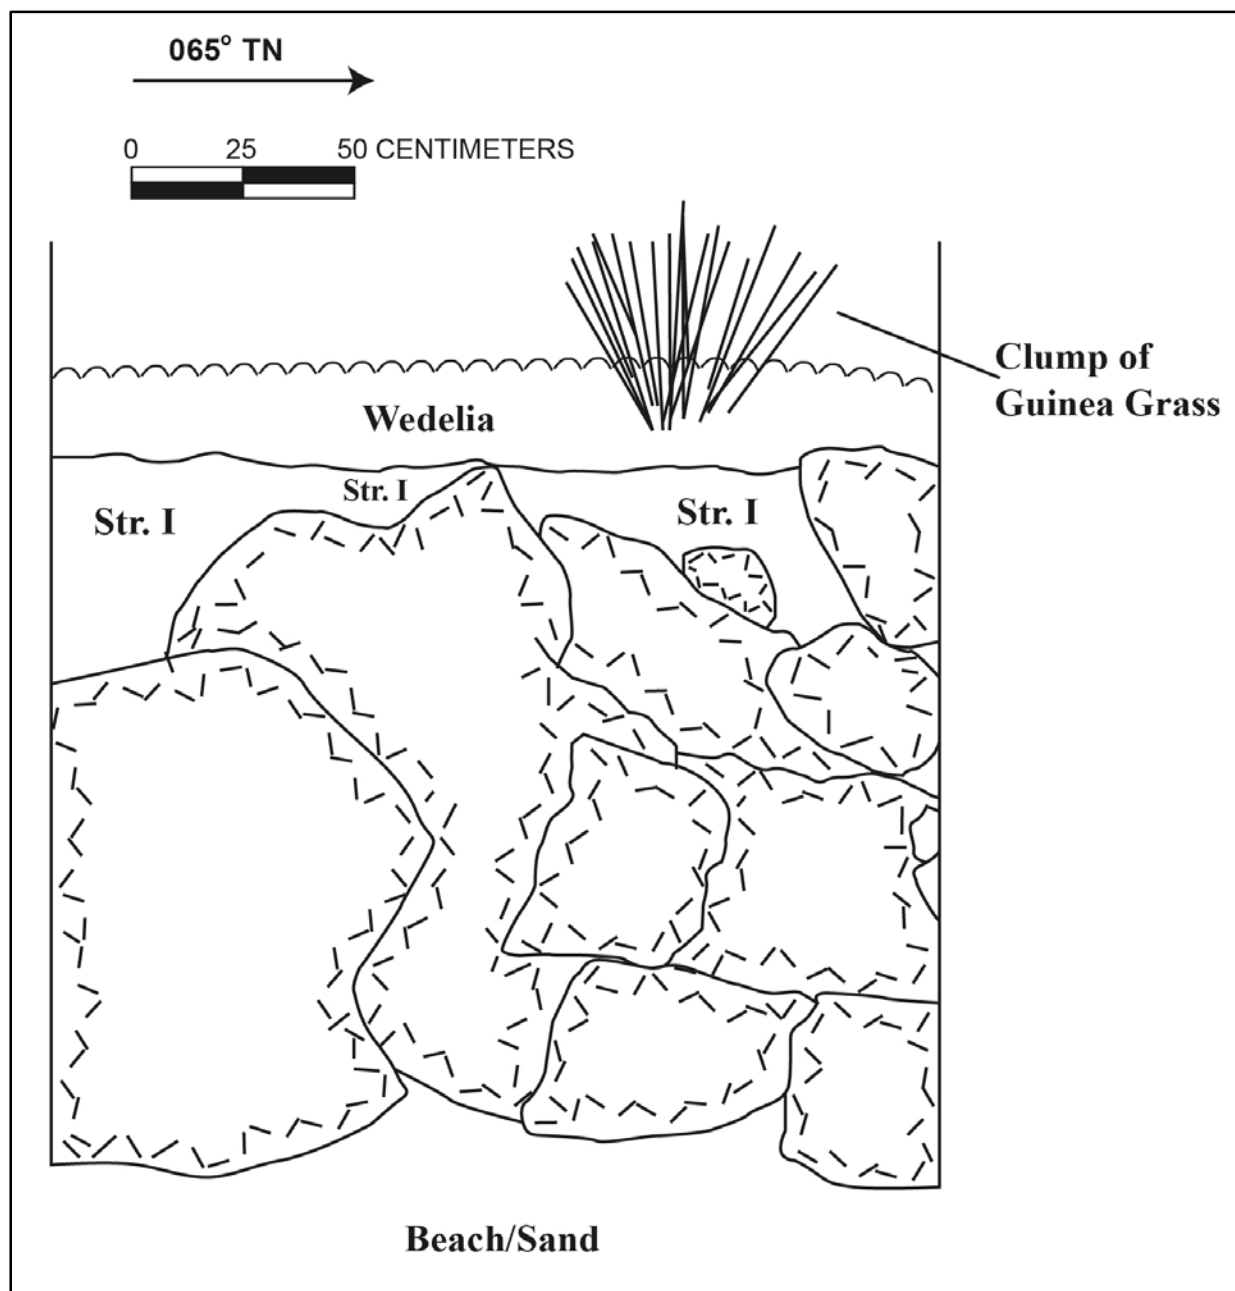 065° TN
0 25 50 CENTIMETERS
Clump of
Guinea Grass
Wedelia
Str. I
Str. I
Str. I
Beach/Sand